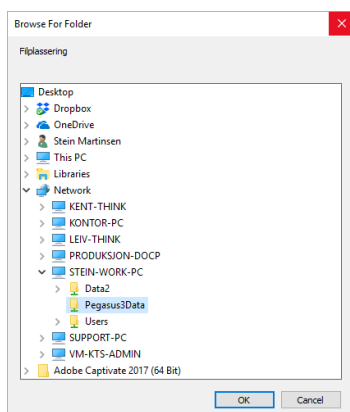 Browse For Folder
Filplassering
Desktop
Dropbox
OneDrive
Stein Martinsen
This PC
Libraries
Network
KENT-THINK
KONTOR-PC
LEIV-THINK
PRODUKSJON-DOCP
STEIN-WORK-PC
Data2
Pegasus3Data
Users
SUPPORT-PC
VM-KTS-ADMIN
Adobe Captivate 2017 (64 Bit)
OK Cancel